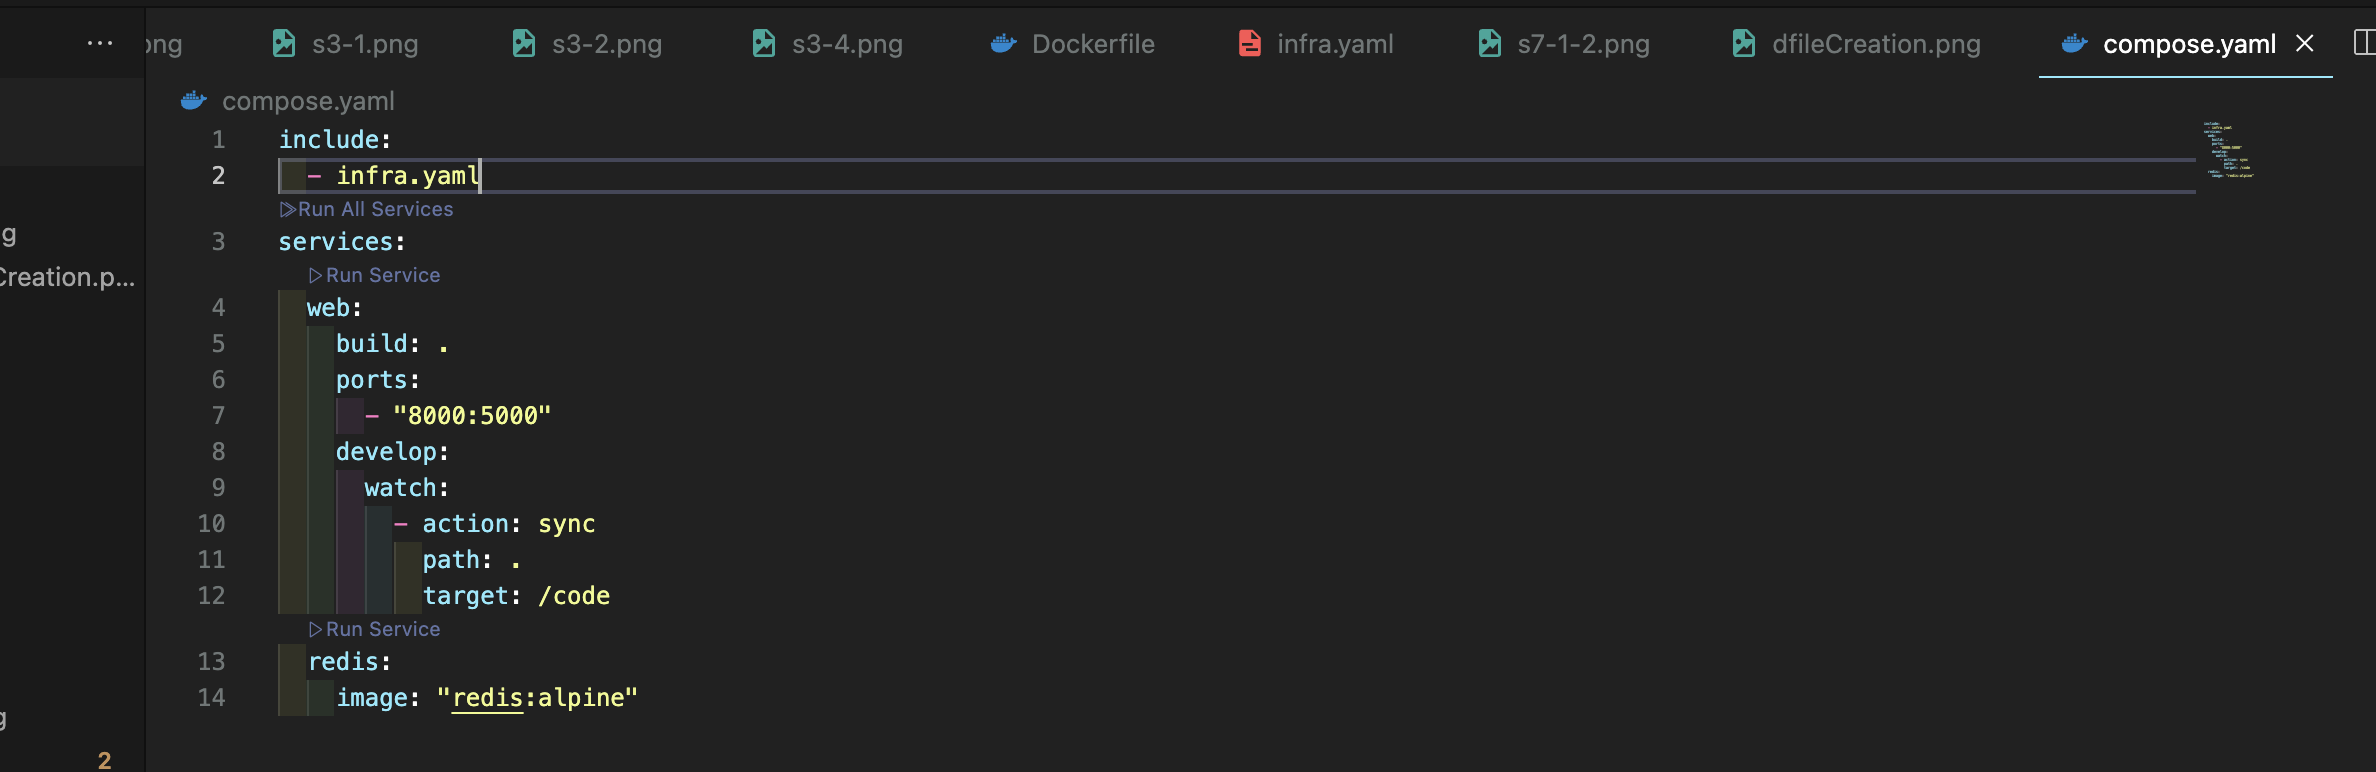 ... ong s3-1.png s3-2.png s3-4.png Dockerfile infra.yaml s7-1-2.png dfileCreation.png compose.yaml
compose.yaml
1 include:
2 - infra.yaml
Run All Services
3 services:
Run Service
4 web:
5 build: .
6 ports:
7 - "8000:5000"
8 develop:
9 watch:
10 - action: sync
11 path: .
12 target: /code
Run Service
13 redis:
14 image: "redis:alpine"
g
Creation.p...
g
2